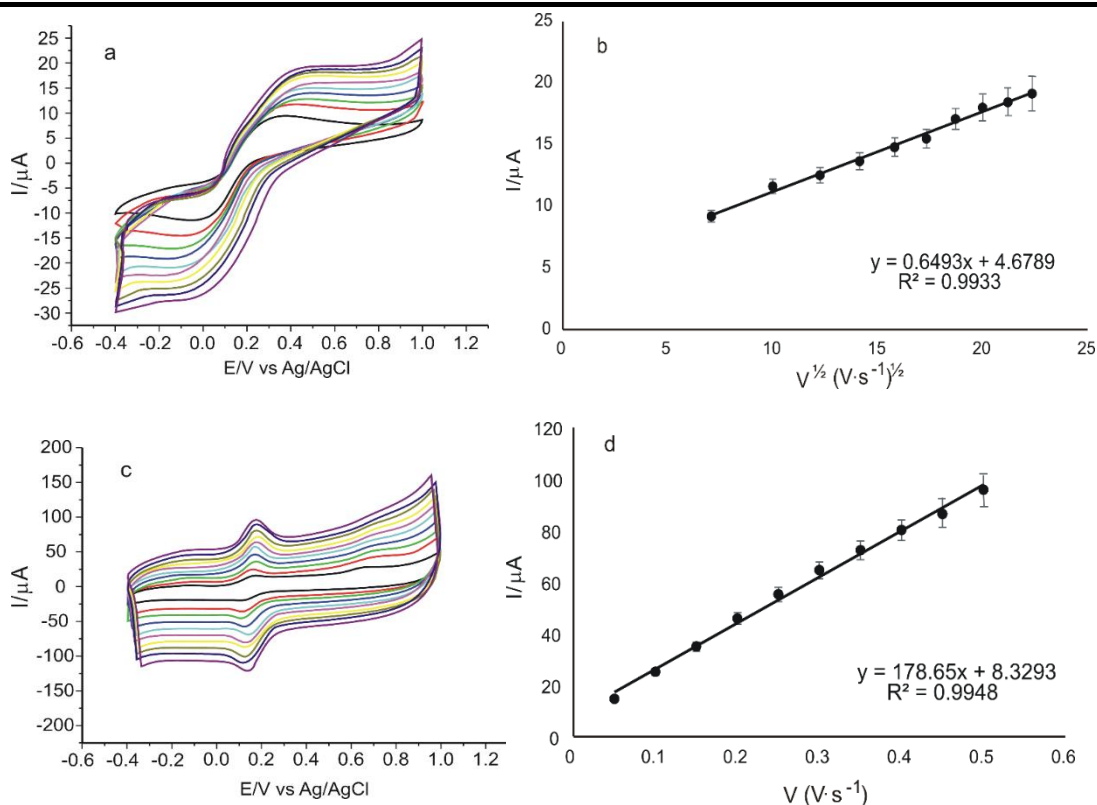 a
25
20
15
10
5
0
-5
-10
-15
-20
-25
-30
I/μA
-0.6 -0.4 -0.2 0.0 0.2 0.4 0.6 0.8 1.0 1.2
E/V vs Ag/AgCl
b
25
20
15
10
5
0
I/μA
y = 0.6493x + 4.6789
R² = 0.9933
0 5 10 15 20 25
V^½ (V·s⁻¹)^½
c
200
150
100
50
0
-50
-100
-150
-200
I/μA
-0.6 -0.4 -0.2 0.0 0.2 0.4 0.6 0.8 1.0 1.2
E/V vs Ag/AgCl
d
120
100
80
60
40
20
0
I/μA
y = 178.65x + 8.3293
R² = 0.9948
0 0.1 0.2 0.3 0.4 0.5 0.6
V (V·s⁻¹)